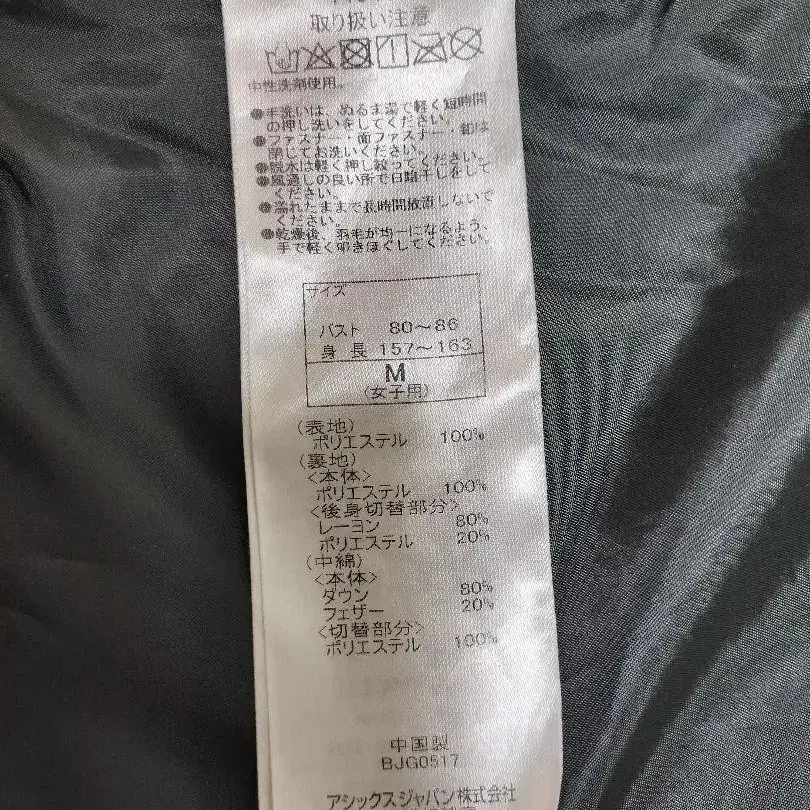 取り扱い注意
中性洗剤使用。
●手洗いは、ぬるま湯で軽く短時間
の押し洗いをしてください。
●ファスナー・衝ファスナー・釦は
閉じてお洗いください。
●脱水は軽く押し絞ってください。
●風通しの良い所で日陰干しをして
ください。
●濡れたままで長時間放流しないで
ください。
●乾燥後、羽毛が均一になるよう、
手で軽く叩きほぐしてください。
サイズ
バスト 80～86
身長 157～163
M
(女子用)
(表地)
ポリエステル 100%
(裏地)
<本体>
ポリエステル 100%
<後身切替部分>
レーヨン 80%
ポリエステル 20%
(中綿)
<本体>
ダウン 80%
フェザー 20%
<切替部分>
ポリエステル 100%
中国製
BJG0517
アシックスジャパン株式会社